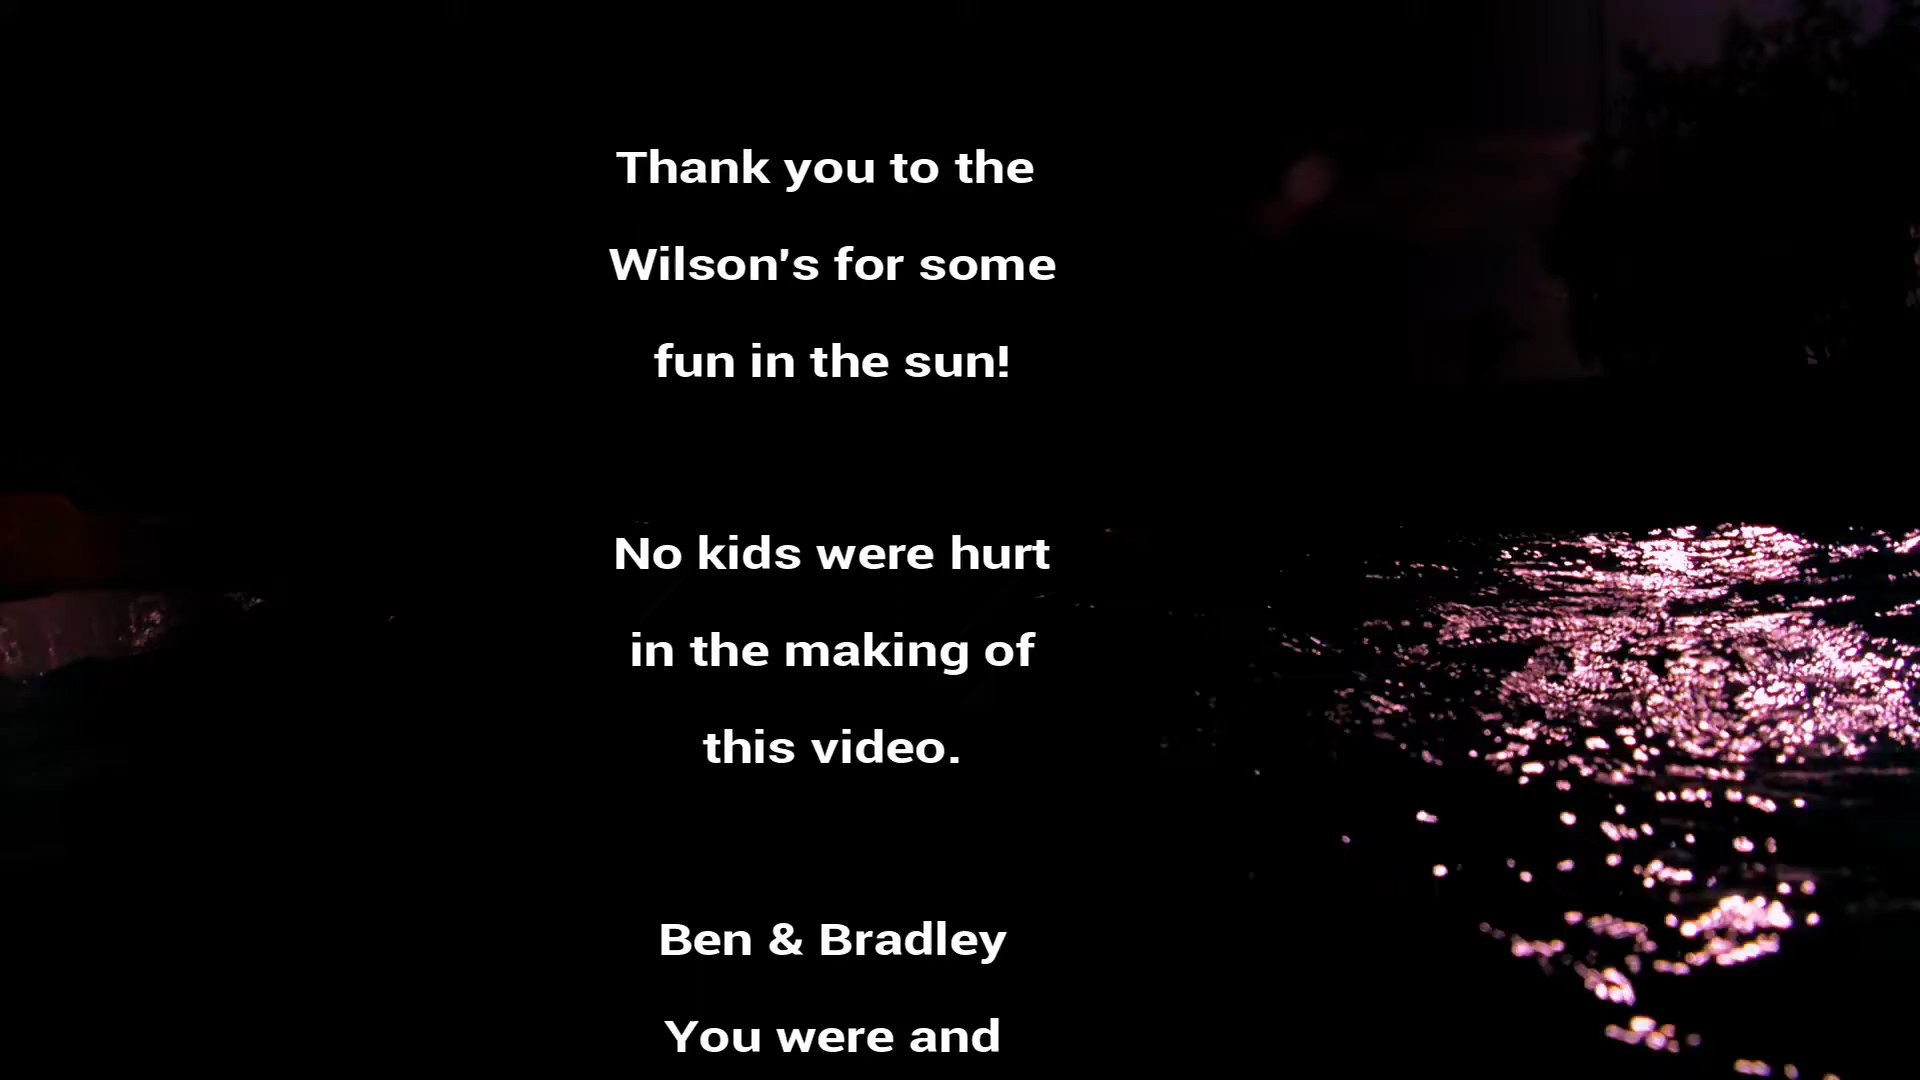 Thank you to the
Wilson's for some
fun in the sun!
No kids were hurt
in the making of
this video.
Ben & Bradley
You were and